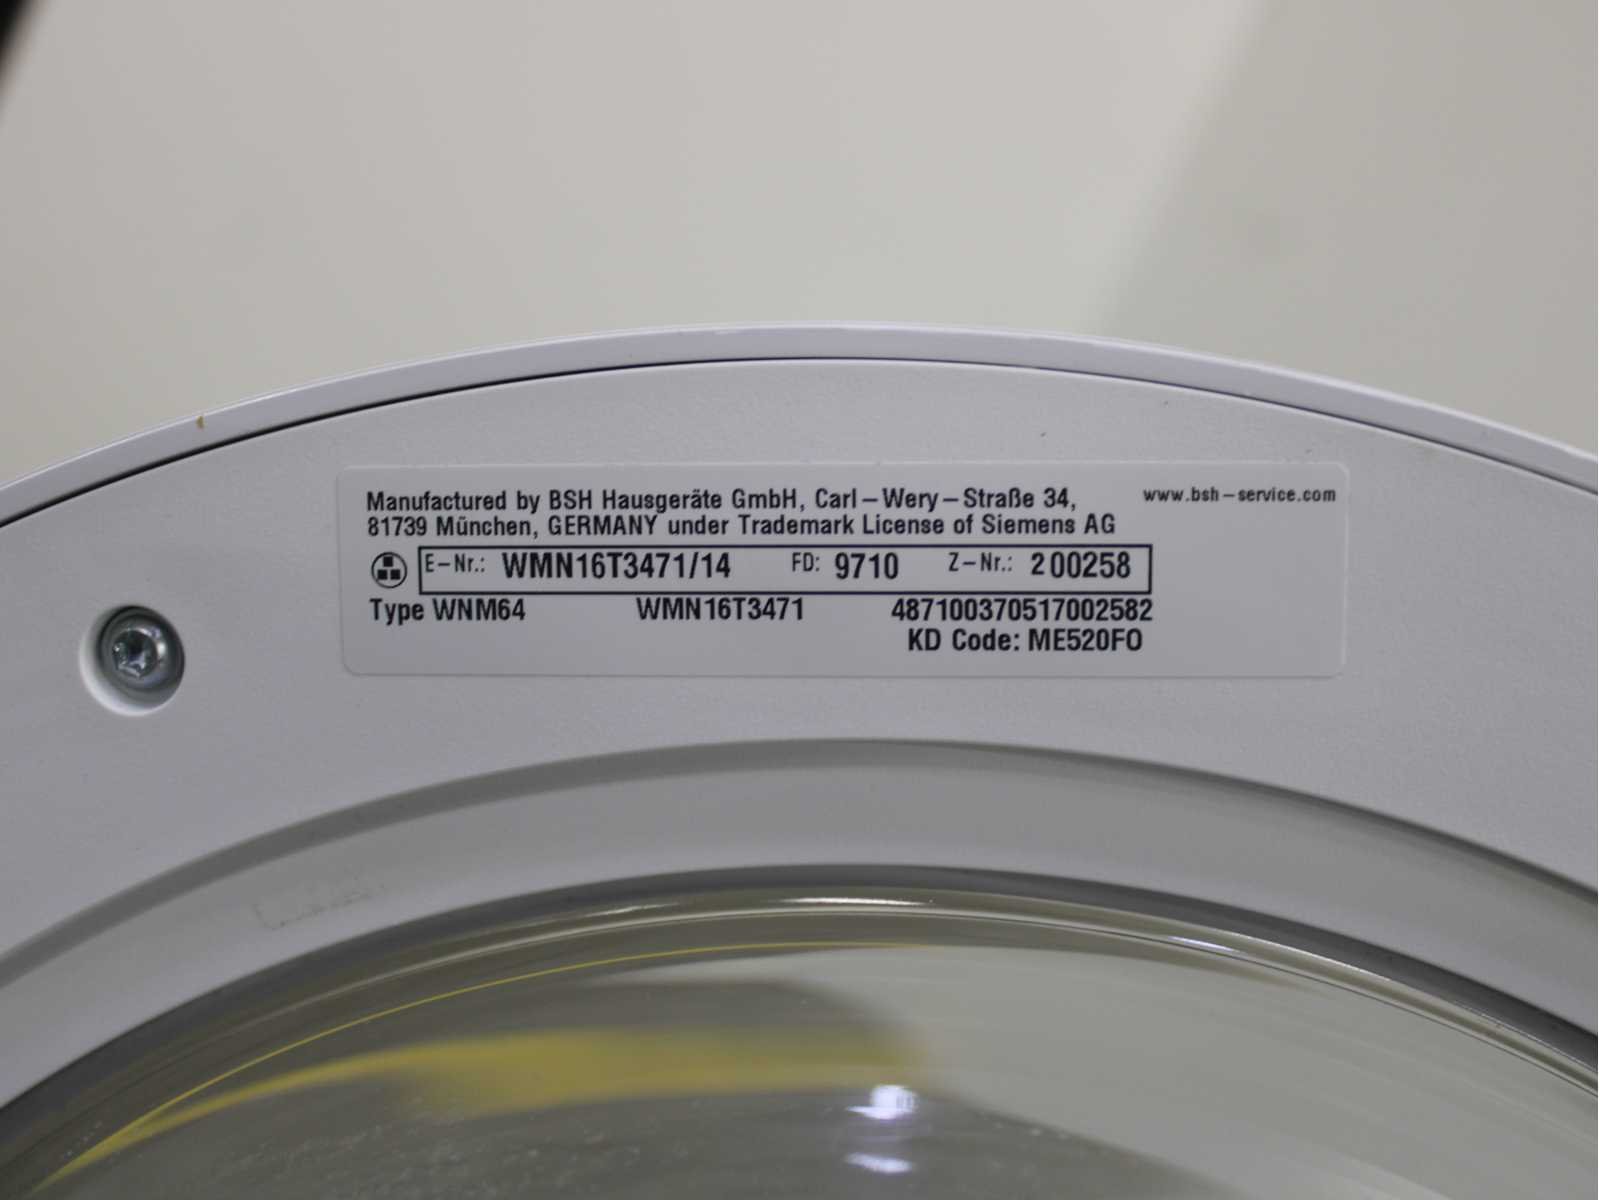 Manufactured by BSH Hausgeräte GmbH, Carl-Wery-Straße 34, www.bsh-service.com
81739 München, GERMANY under Trademark License of Siemens AG
E-Nr.: WMN16T3471/14 FD: 9710 Z-Nr.: 200258
Type WNM64 WMN16T3471 487100370517002582
KD Code: ME520FO